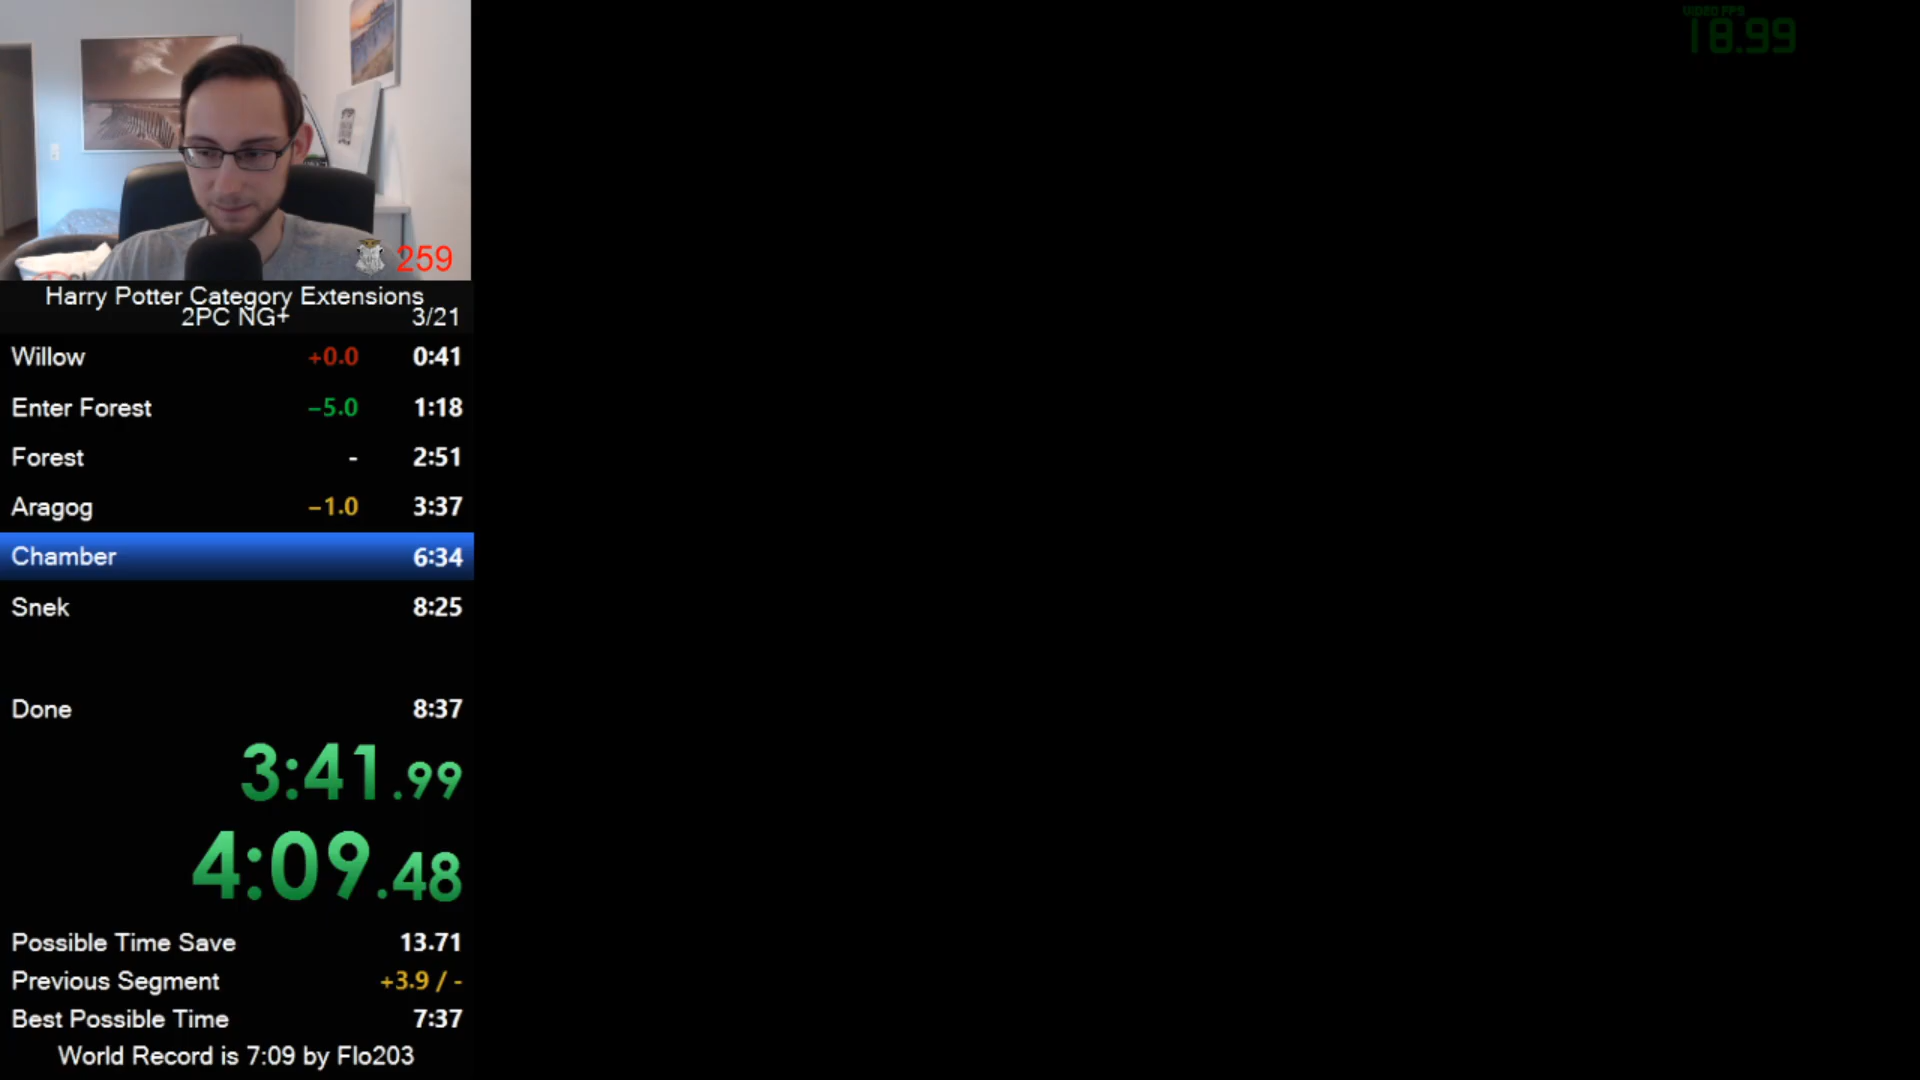 VIDEO FPS
18.99
259
Harry Potter Category Extensions
2PC NG+ 3/21
Willow +0.0 0:41
Enter Forest −5.0 1:18
Forest - 2:51
Aragog −1.0 3:37
Chamber 6:34
Snek 8:25
Done 8:37
3:41.99
4:09.48
Possible Time Save 13.71
Previous Segment +3.9 / -
Best Possible Time 7:37
World Record is 7:09 by Flo203